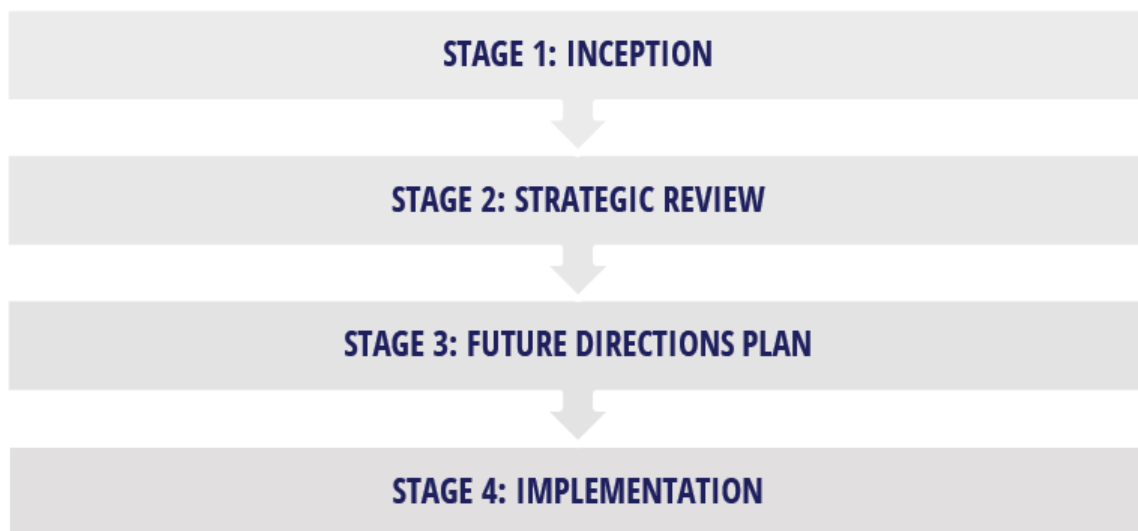 STAGE 1: INCEPTION
STAGE 2: STRATEGIC REVIEW
STAGE 3: FUTURE DIRECTIONS PLAN
STAGE 4: IMPLEMENTATION